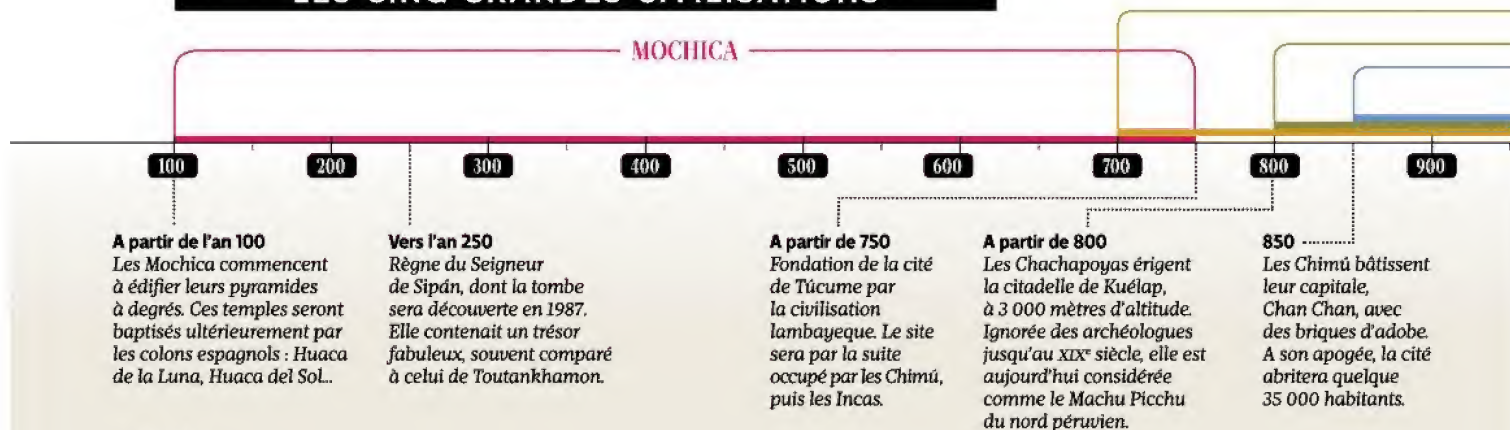 LES CINQ GRANDES CIVILISATIONS
MOCHICA
100
200
300
400
500
600
700
800
900
A partir de l'an 100
Les Mochica commencent
à édifier leurs pyramides
à degrés. Ces temples seront
baptisés ultérieurement par
les colons espagnols : Huaca
de la Luna, Huaca del Sol...
Vers l'an 250
Règne du Seigneur
de Sipán, dont la tombe
sera découverte en 1987.
Elle contenait un trésor
fabuleux, souvent comparé
à celui de Toutankhamon.
A partir de 750
Fondation de la cité
de Túcume par
la civilisation
lambayeque. Le site
sera par la suite
occupé par les Chimú,
puis les Incas.
A partir de 800
Les Chachapoyas érigent
la citadelle de Kuélap,
à 3 000 mètres d'altitude.
Ignorée des archéologues
jusqu'au XIXe siècle, elle est
aujourd'hui considérée
comme le Machu Picchu
du nord péruvien.
850
Les Chimú bâtissent
leur capitale,
Chan Chan, avec
des briques d'adobe.
A son apogée, la cité
abritera quelque
35 000 habitants.